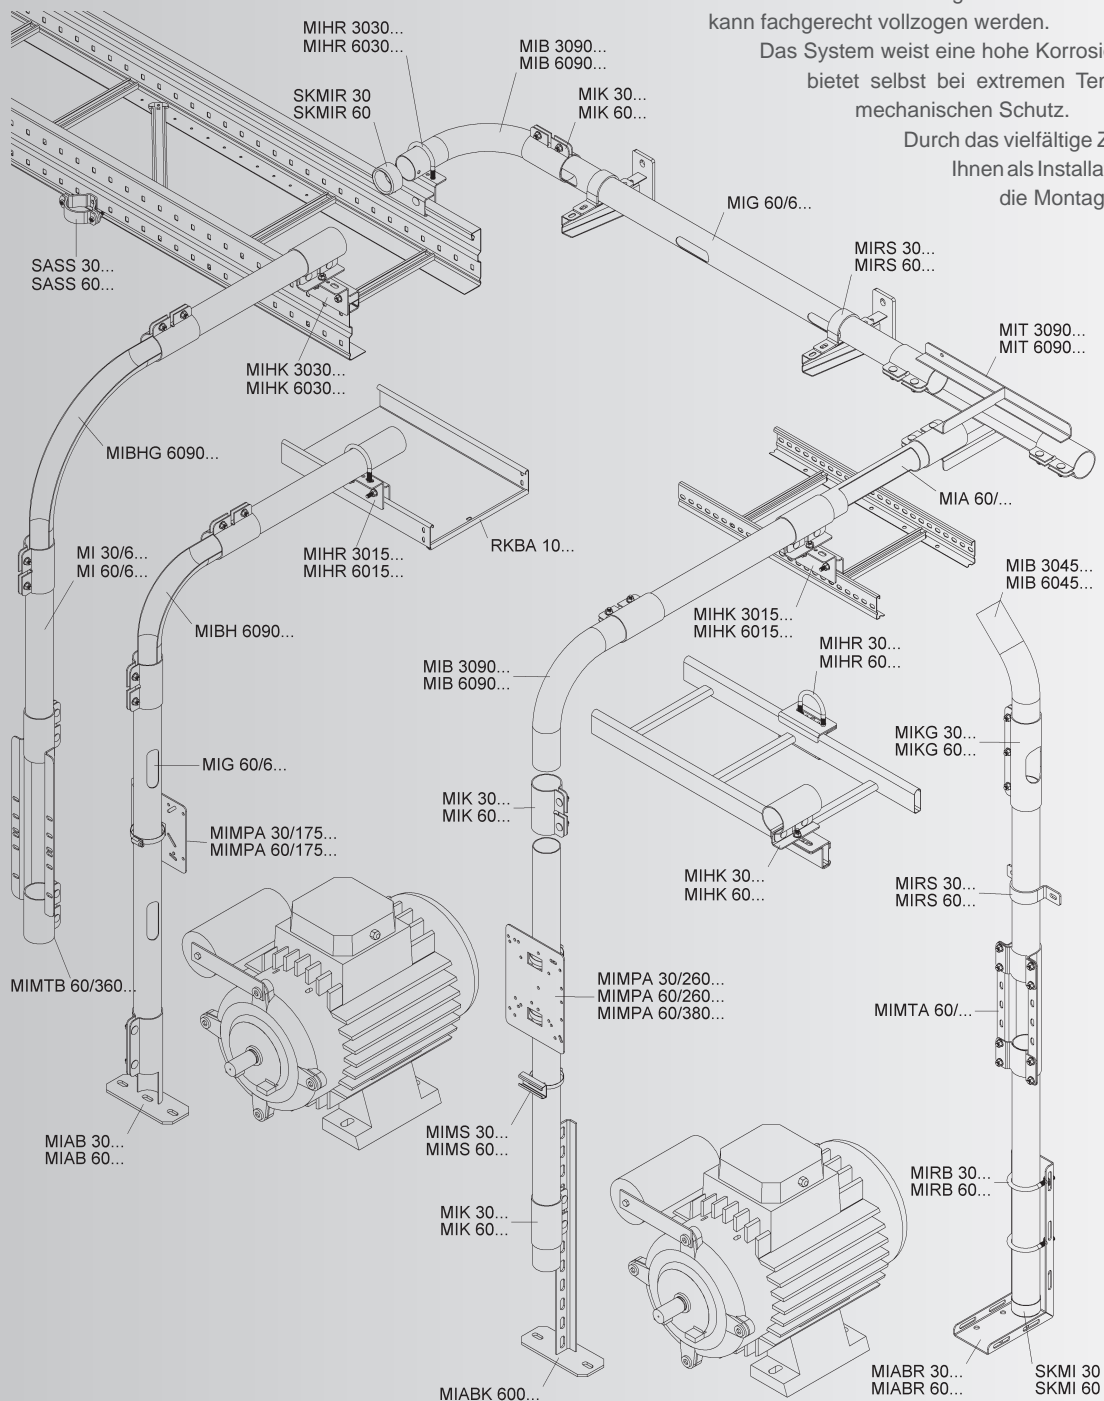 kann fachgerecht vollzogen werden.
Das System weist eine hohe
bietet selbst bei extremen
mechanischen Schutz.
Durch das vielfältige
Ihnen als
die
MIHR 3030...
MIHR 6030...
MIB 3090...
MIB 6090...
SKMIR 30
SKMIR 60
MIK 30...
MIK 60...
MIG 60/6...
SASS 30...
SASS 60...
MIRS 30...
MIRS 60...
MIT 3090...
MIT 6090...
MIHK 3030...
MIHK 6030...
MIBHG 6090...
MIA 60/...
MI 30/6...
MI 60/6...
MIHR 3015...
MIHR 6015...
RKBA 10...
MIB 3045...
MIB 6045...
MIHK 3015...
MIHK 6015...
MIBH 6090...
MIHR 30...
MIHR 60...
MIB 3090...
MIB 6090...
MIKG 30...
MIKG 60...
MIG 60/6...
MIK 30...
MIK 60...
MIMPA 30/175...
MIMPA 60/175...
MIHK 30...
MIHK 60...
MIRS 30...
MIRS 60...
MIMTB 60/360...
MIMPA 30/260...
MIMPA 60/260...
MIMPA 60/380...
MIMTA 60/...
MIAB 30...
MIAB 60...
MIMS 30...
MIMS 60...
MIRB 30...
MIRB 60...
MIK 30...
MIK 60...
MIABR 30...
MIABR 60...
SKMI 30
SKMI 60
MIABK 600...